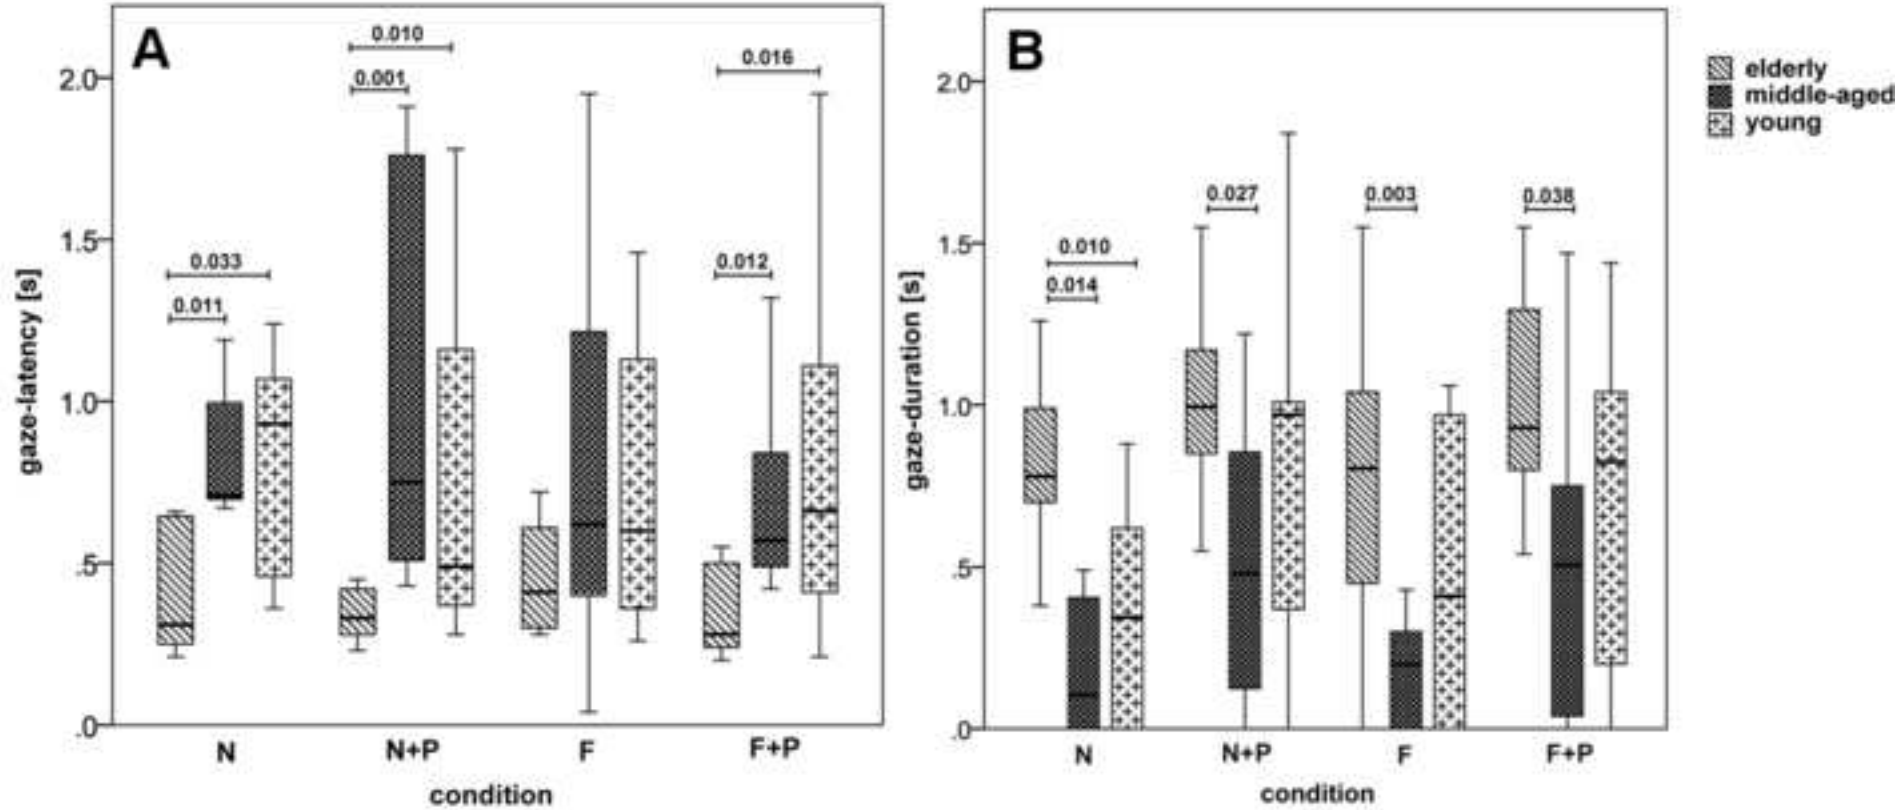 A
gaze-latency [s]
2.0
1.5
1.0
.5
.0
0.033
0.011
0.010
0.001
0.016
0.012
N
N+P
F
F+P
condition
B
gaze-duration [s]
2.0
1.5
1.0
.5
.0
0.010
0.014
0.027
0.003
0.038
N
N+P
F
F+P
condition
elderly
middle-aged
young